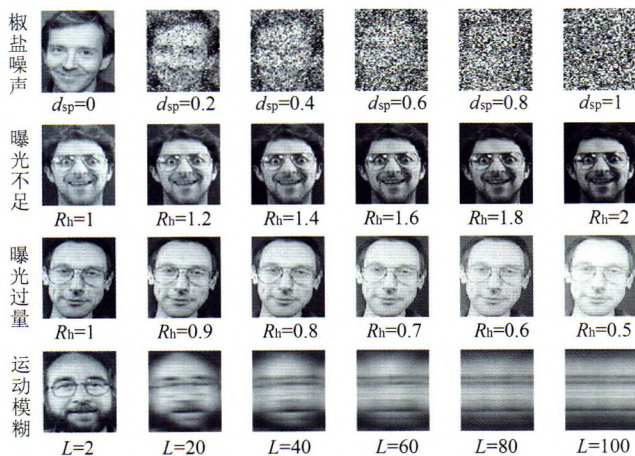 椒盐噪声
dsp=0 dsp=0.2 dsp=0.4 dsp=0.6 dsp=0.8 dsp=1
曝光不足
Rh=1 Rh=1.2 Rh=1.4 Rh=1.6 Rh=1.8 Rh=2
曝光过量
Rh=1 Rh=0.9 Rh=0.8 Rh=0.7 Rh=0.6 Rh=0.5
运动模糊
L=2 L=20 L=40 L=60 L=80 L=100